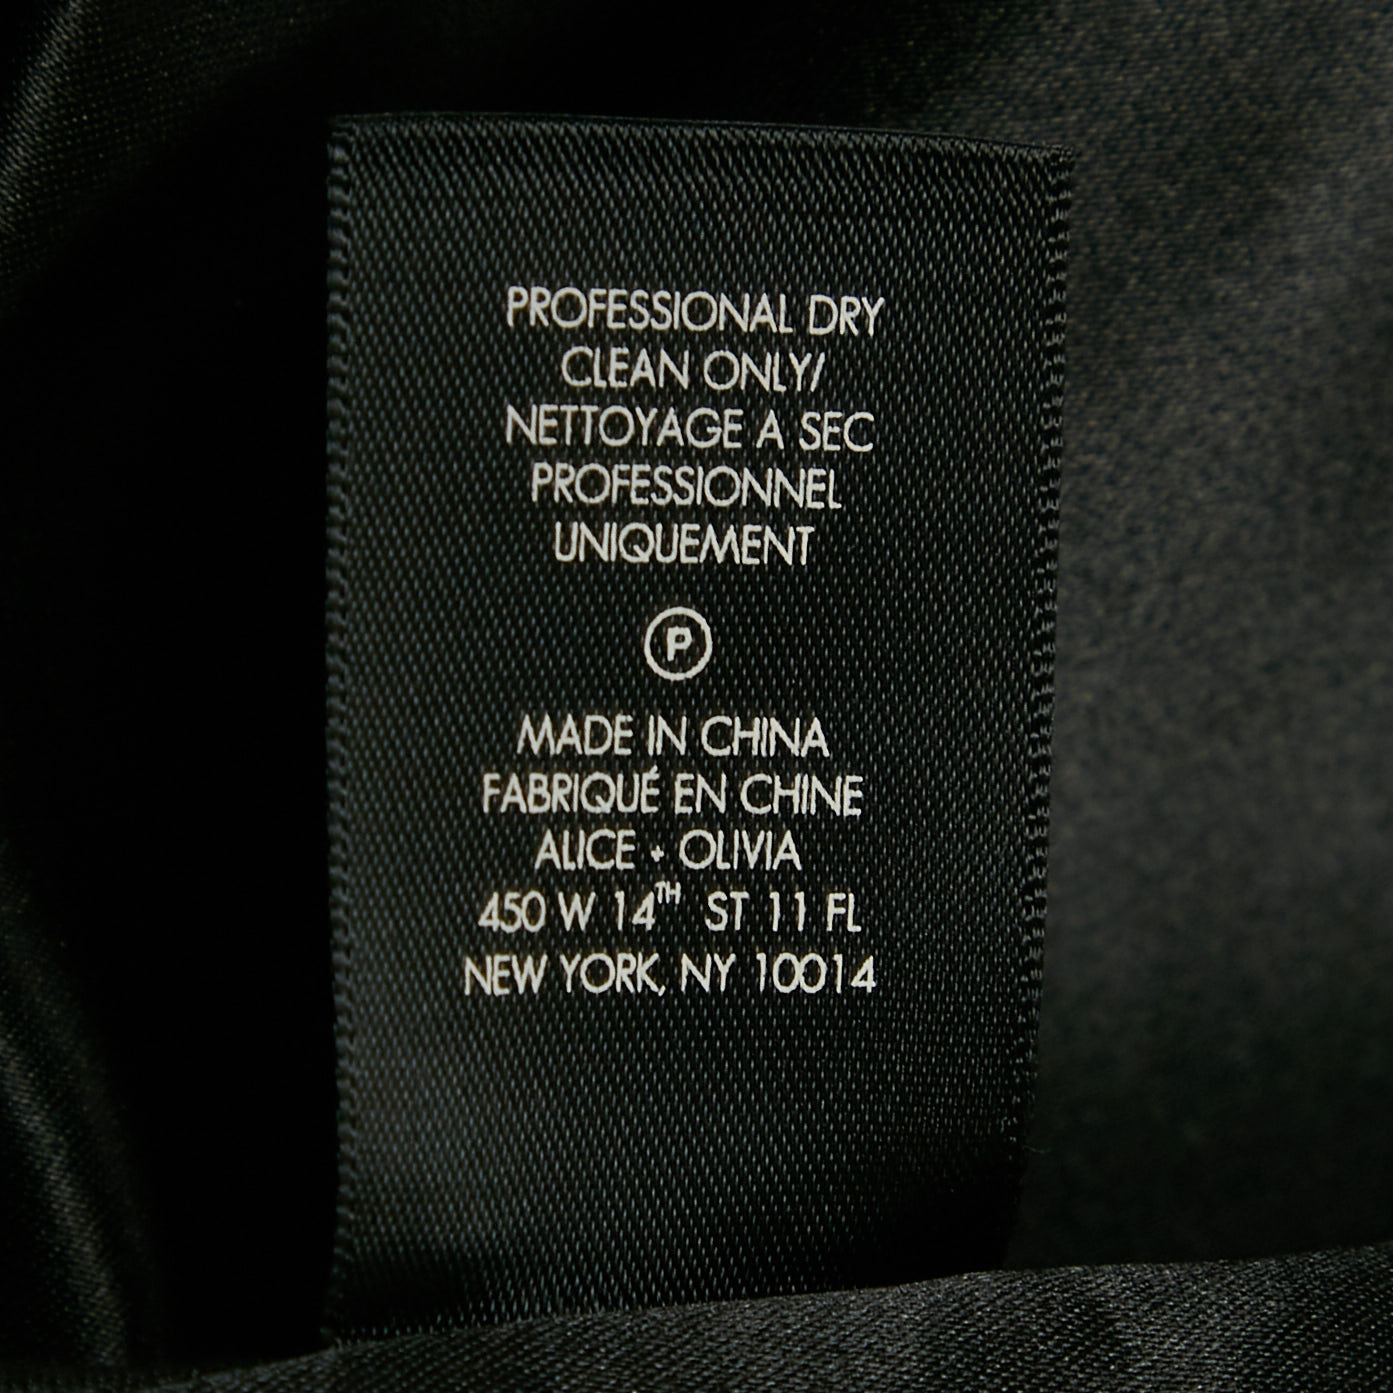 PROFESSIONAL DRY
CLEAN ONLY/
NETTOYAGE A SEC
PROFESSIONNEL
UNIQUEMENT
P
MADE IN CHINA
FABRIQUÉ EN CHINE
ALICE + OLIVIA
450 W 14TH ST 11 FL
NEW YORK, NY 10014